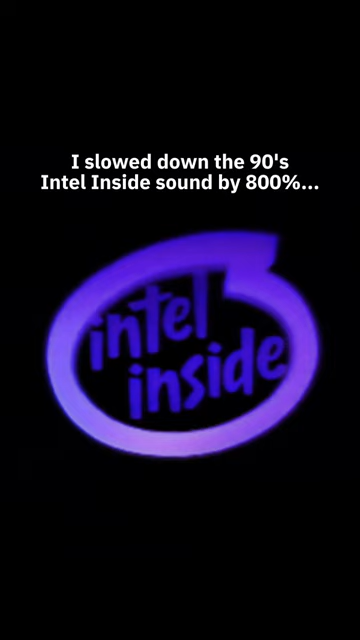 I slowed down the 90's
Intel Inside sound by 800%...
intel
inside